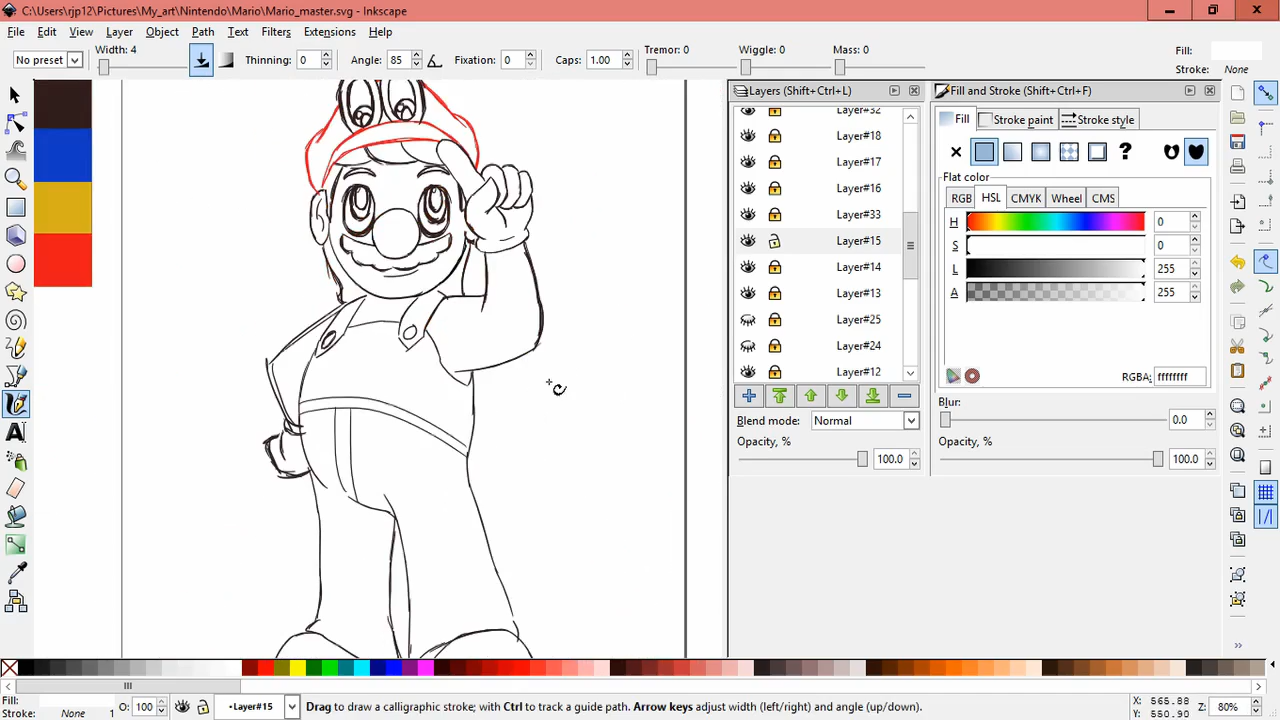 C:\Users\rjp12\Pictures\My_art\Nintendo\Mario\Mario_master.svg - Inkscape
File Edit View Layer Object Path Text Filters Extensions Help
No preset Width: 4 Thinning: 0 Angle: 85 Fixation: 0 Caps: 1.00 Tremor: 0 Wiggle: 0 Mass: 0 Fill:
Stroke: None
Layers (Shift+Ctrl+L)
Layer#32
Layer#18
Layer#17
Layer#16
Layer#33
Layer#15
Layer#14
Layer#13
Layer#25
Layer#24
Layer#12
Blend mode: Normal
Opacity, % 100.0
Fill and Stroke (Shift+Ctrl+F)
Fill Stroke paint Stroke style
?
Flat color
RGB HSL CMYK Wheel CMS
H 0
S 0
L 255
A 255
RGBA: ffffffff
Blur:
0.0
Opacity, %
100.0
Fill:
Stroke: None 1 O: 100 •Layer#15 Drag to draw a calligraphic stroke; with Ctrl to track a guide path. Arrow keys adjust width (left/right) and angle (up/down). X: 565.88
Y: 550.90 Z: 80%